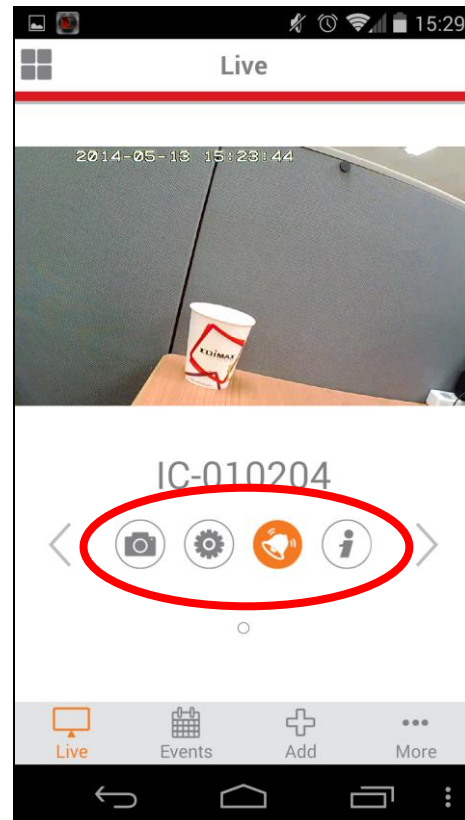 15:29
Live
2014-05-13 15:23:44
EDIMAX
IC-010204
Live Events Add More